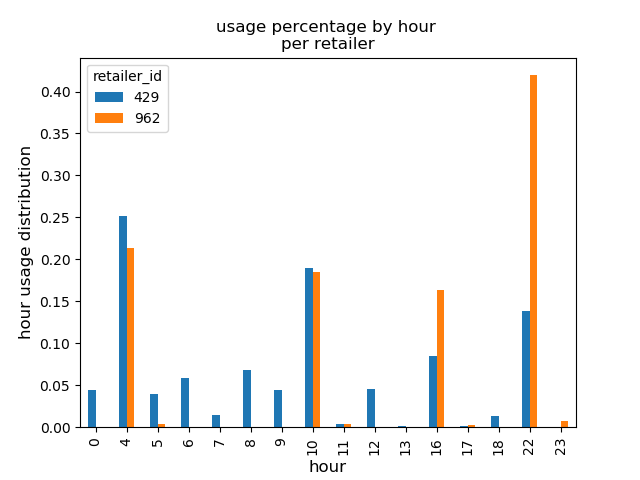 usage percentage by hour
per retailer
retailer_id
429
962
hour usage distribution
0.40
0.35
0.30
0.25
0.20
0.15
0.10
0.05
0.00
0 4 5 6 7 8 9 10 11 12 13 16 17 18 22 23
hour